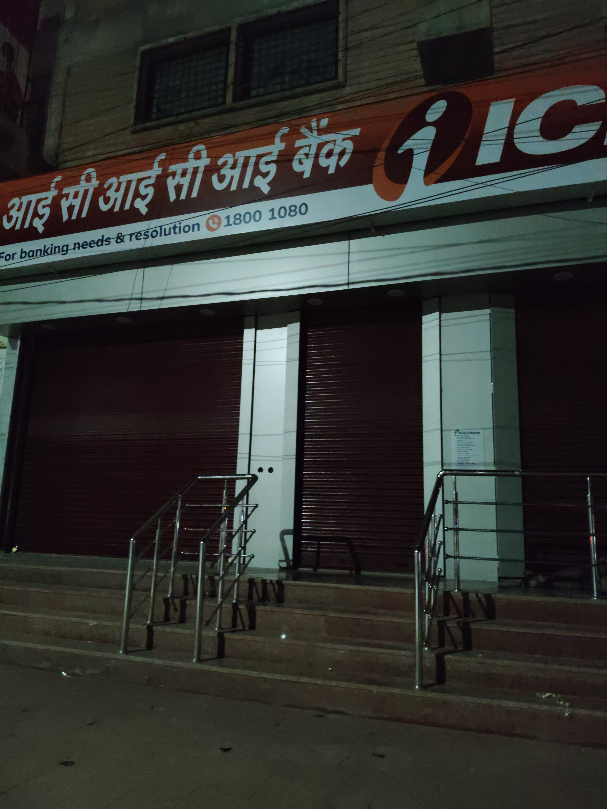 आई सी आई सी आई बैंक ICI
For banking needs & resolution 1800 1080